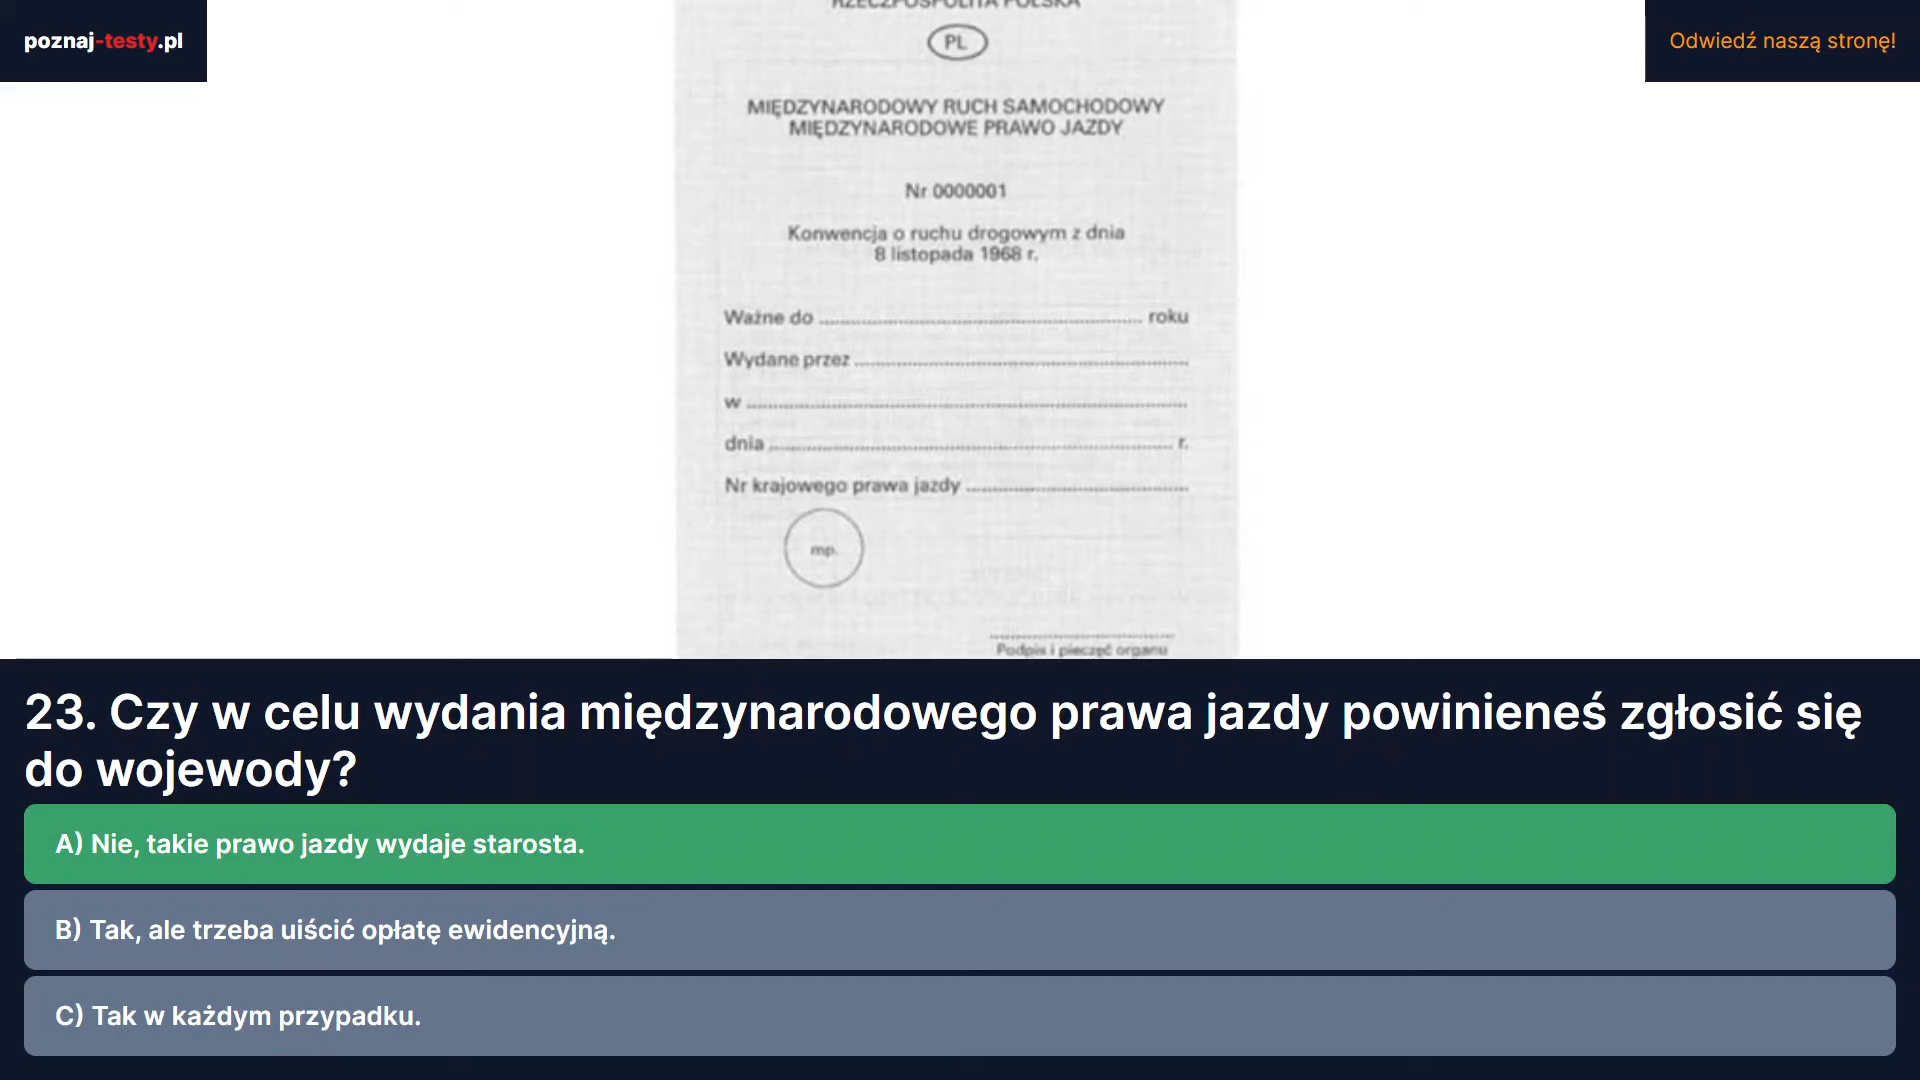 poznaj-testy.pl
Odwiedź naszą stronę!
RZECZPOSPOLITA POLSKA
PL
MIĘDZYNARODOWY RUCH SAMOCHODOWY
MIĘDZYNARODOWE PRAWO JAZDY
Nr 0000001
Konwencja o ruchu drogowym z dnia
8 listopada 1968 r.
Ważne do ........ roku
Wydane przez ........
w ........
dnia ........ r.
Nr krajowego prawa jazdy ........
mp.
Podpis i pieczęć organu
23. Czy w celu wydania międzynarodowego prawa jazdy powinieneś zgłosić się
do wojewody?
A) Nie, takie prawo jazdy wydaje starosta.
B) Tak, ale trzeba uiścić opłatę ewidencyjną.
C) Tak w każdym przypadku.